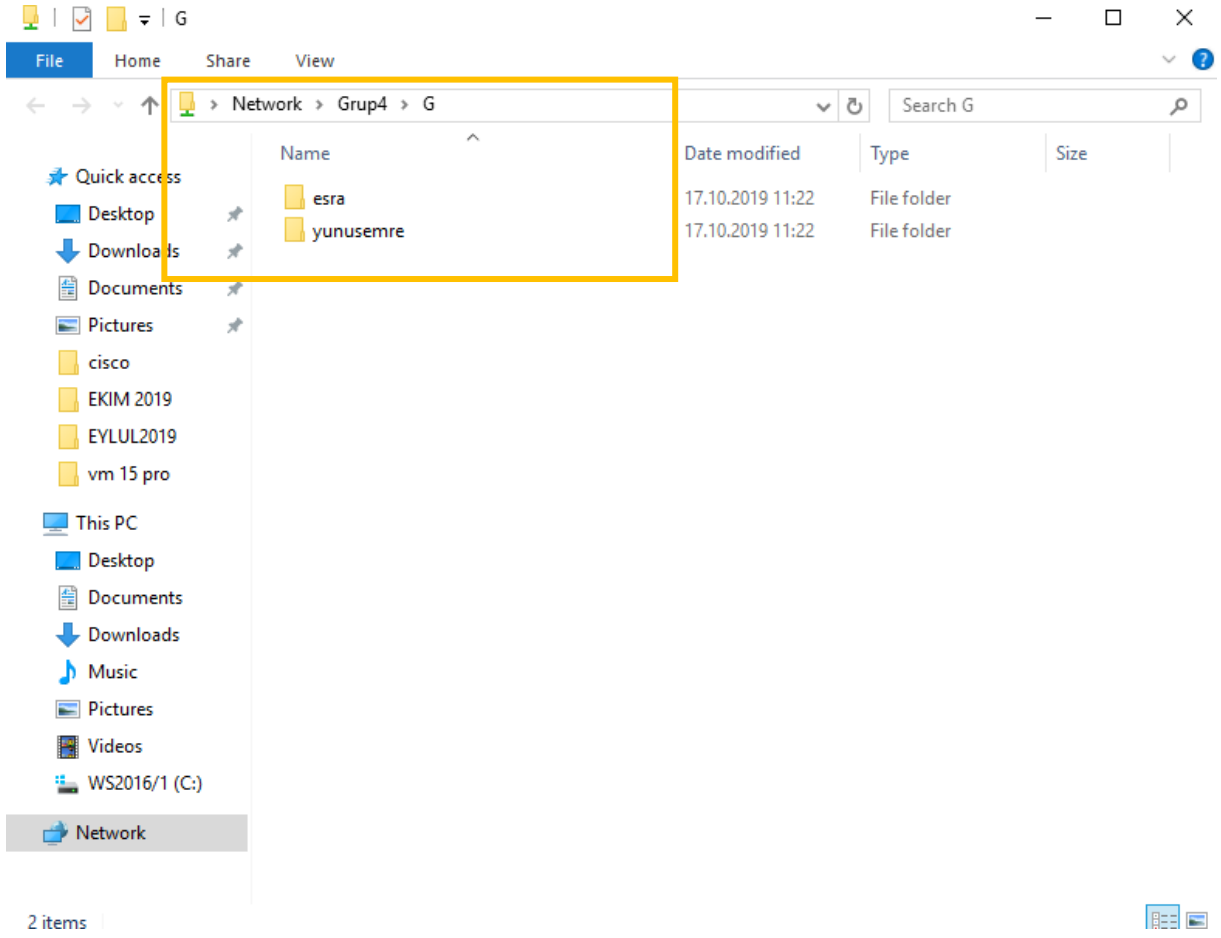 G
File Home Share View
Network > Grup4 > G
Search G
Name Date modified Type Size
esra 17.10.2019 11:22 File folder
yunusemre 17.10.2019 11:22 File folder
Quick access
Desktop
Downloads
Documents
Pictures
cisco
EKIM 2019
EYLUL2019
vm 15 pro
This PC
Desktop
Documents
Downloads
Music
Pictures
Videos
WS2016/1 (C:)
Network
2 items